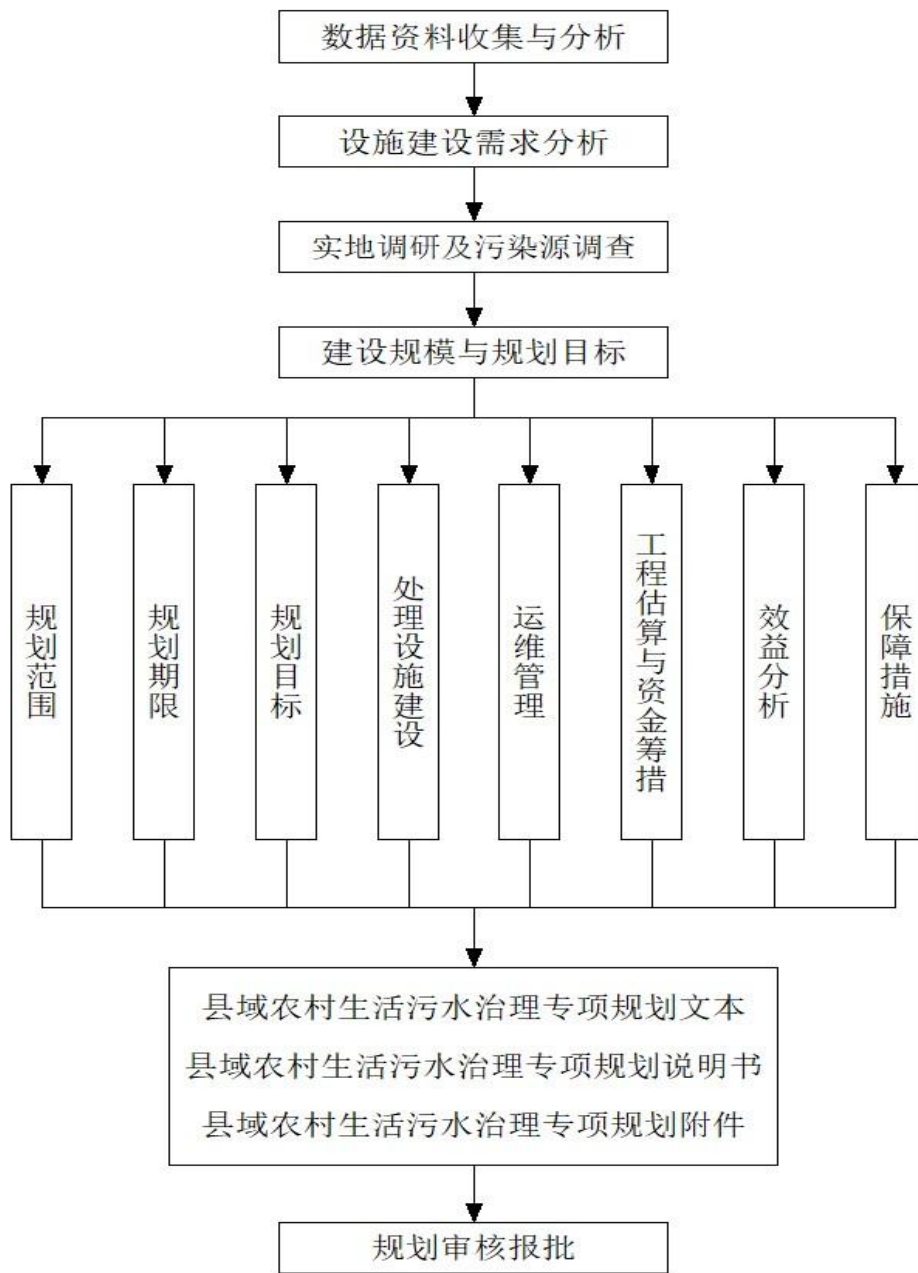 数据资料收集与分析
设施建设需求分析
实地调研及污染源调查
建设规模与规划目标
规划范围
规划期限
规划目标
处理设施建设
运维管理
工程估算与资金筹措
效益分析
保障措施
县域农村生活污水治理专项规划文本
县域农村生活污水治理专项规划说明书
县域农村生活污水治理专项规划附件
规划审核报批